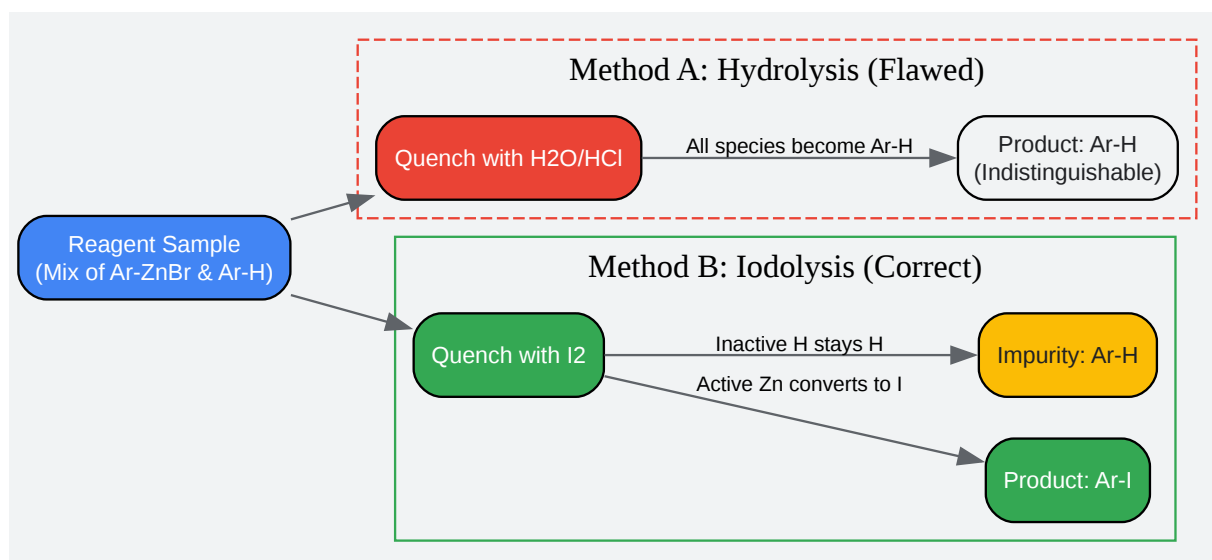 Method A: Hydrolysis (Flawed)
Quench with H2O/HCl
All species become Ar-H
Product: Ar-H
(Indistinguishable)
Reagent Sample
(Mix of Ar-ZnBr & Ar-H)
Method B: Iodolysis (Correct)
Quench with I2
Inactive H stays H
Impurity: Ar-H
Active Zn converts to I
Product: Ar-I